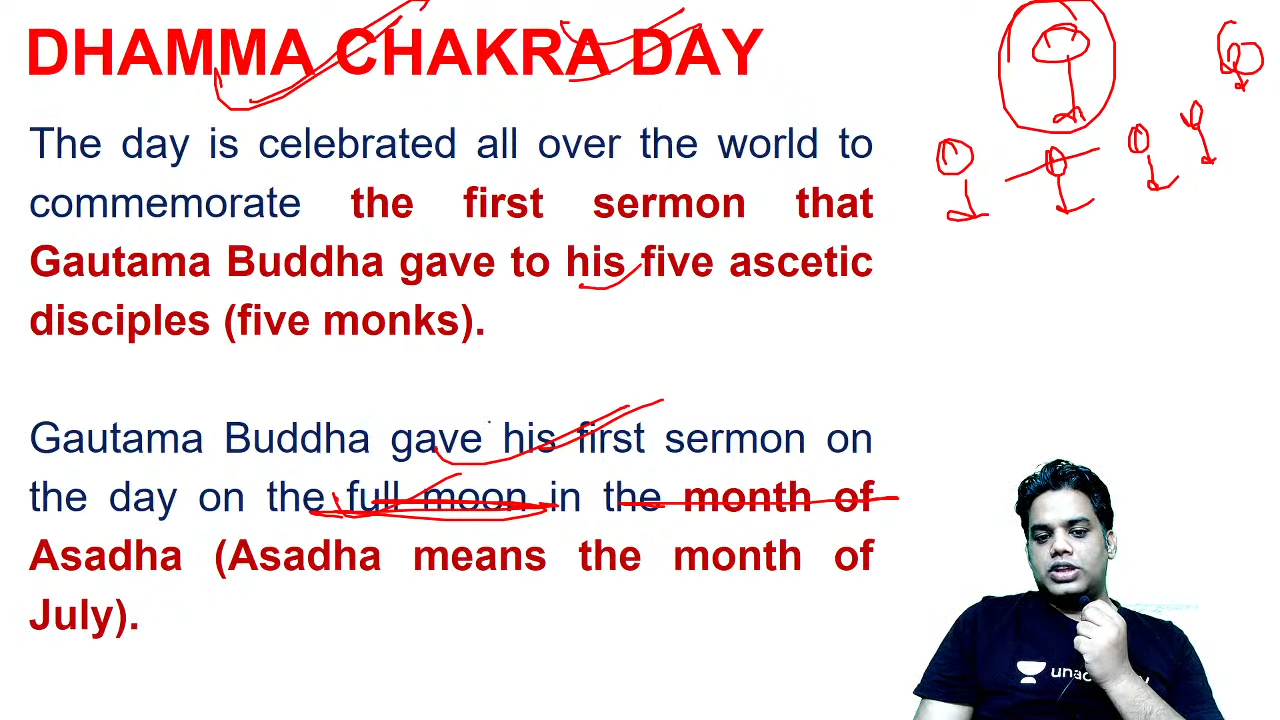 DHAMMA CHAKRA DAY
The day is celebrated all over the world to
commemorate the first sermon that
Gautama Buddha gave to his five ascetic
disciples (five monks).
Gautama Buddha gave his first sermon on
the day on the full moon in the month of
Asadha (Asadha means the month of
July).